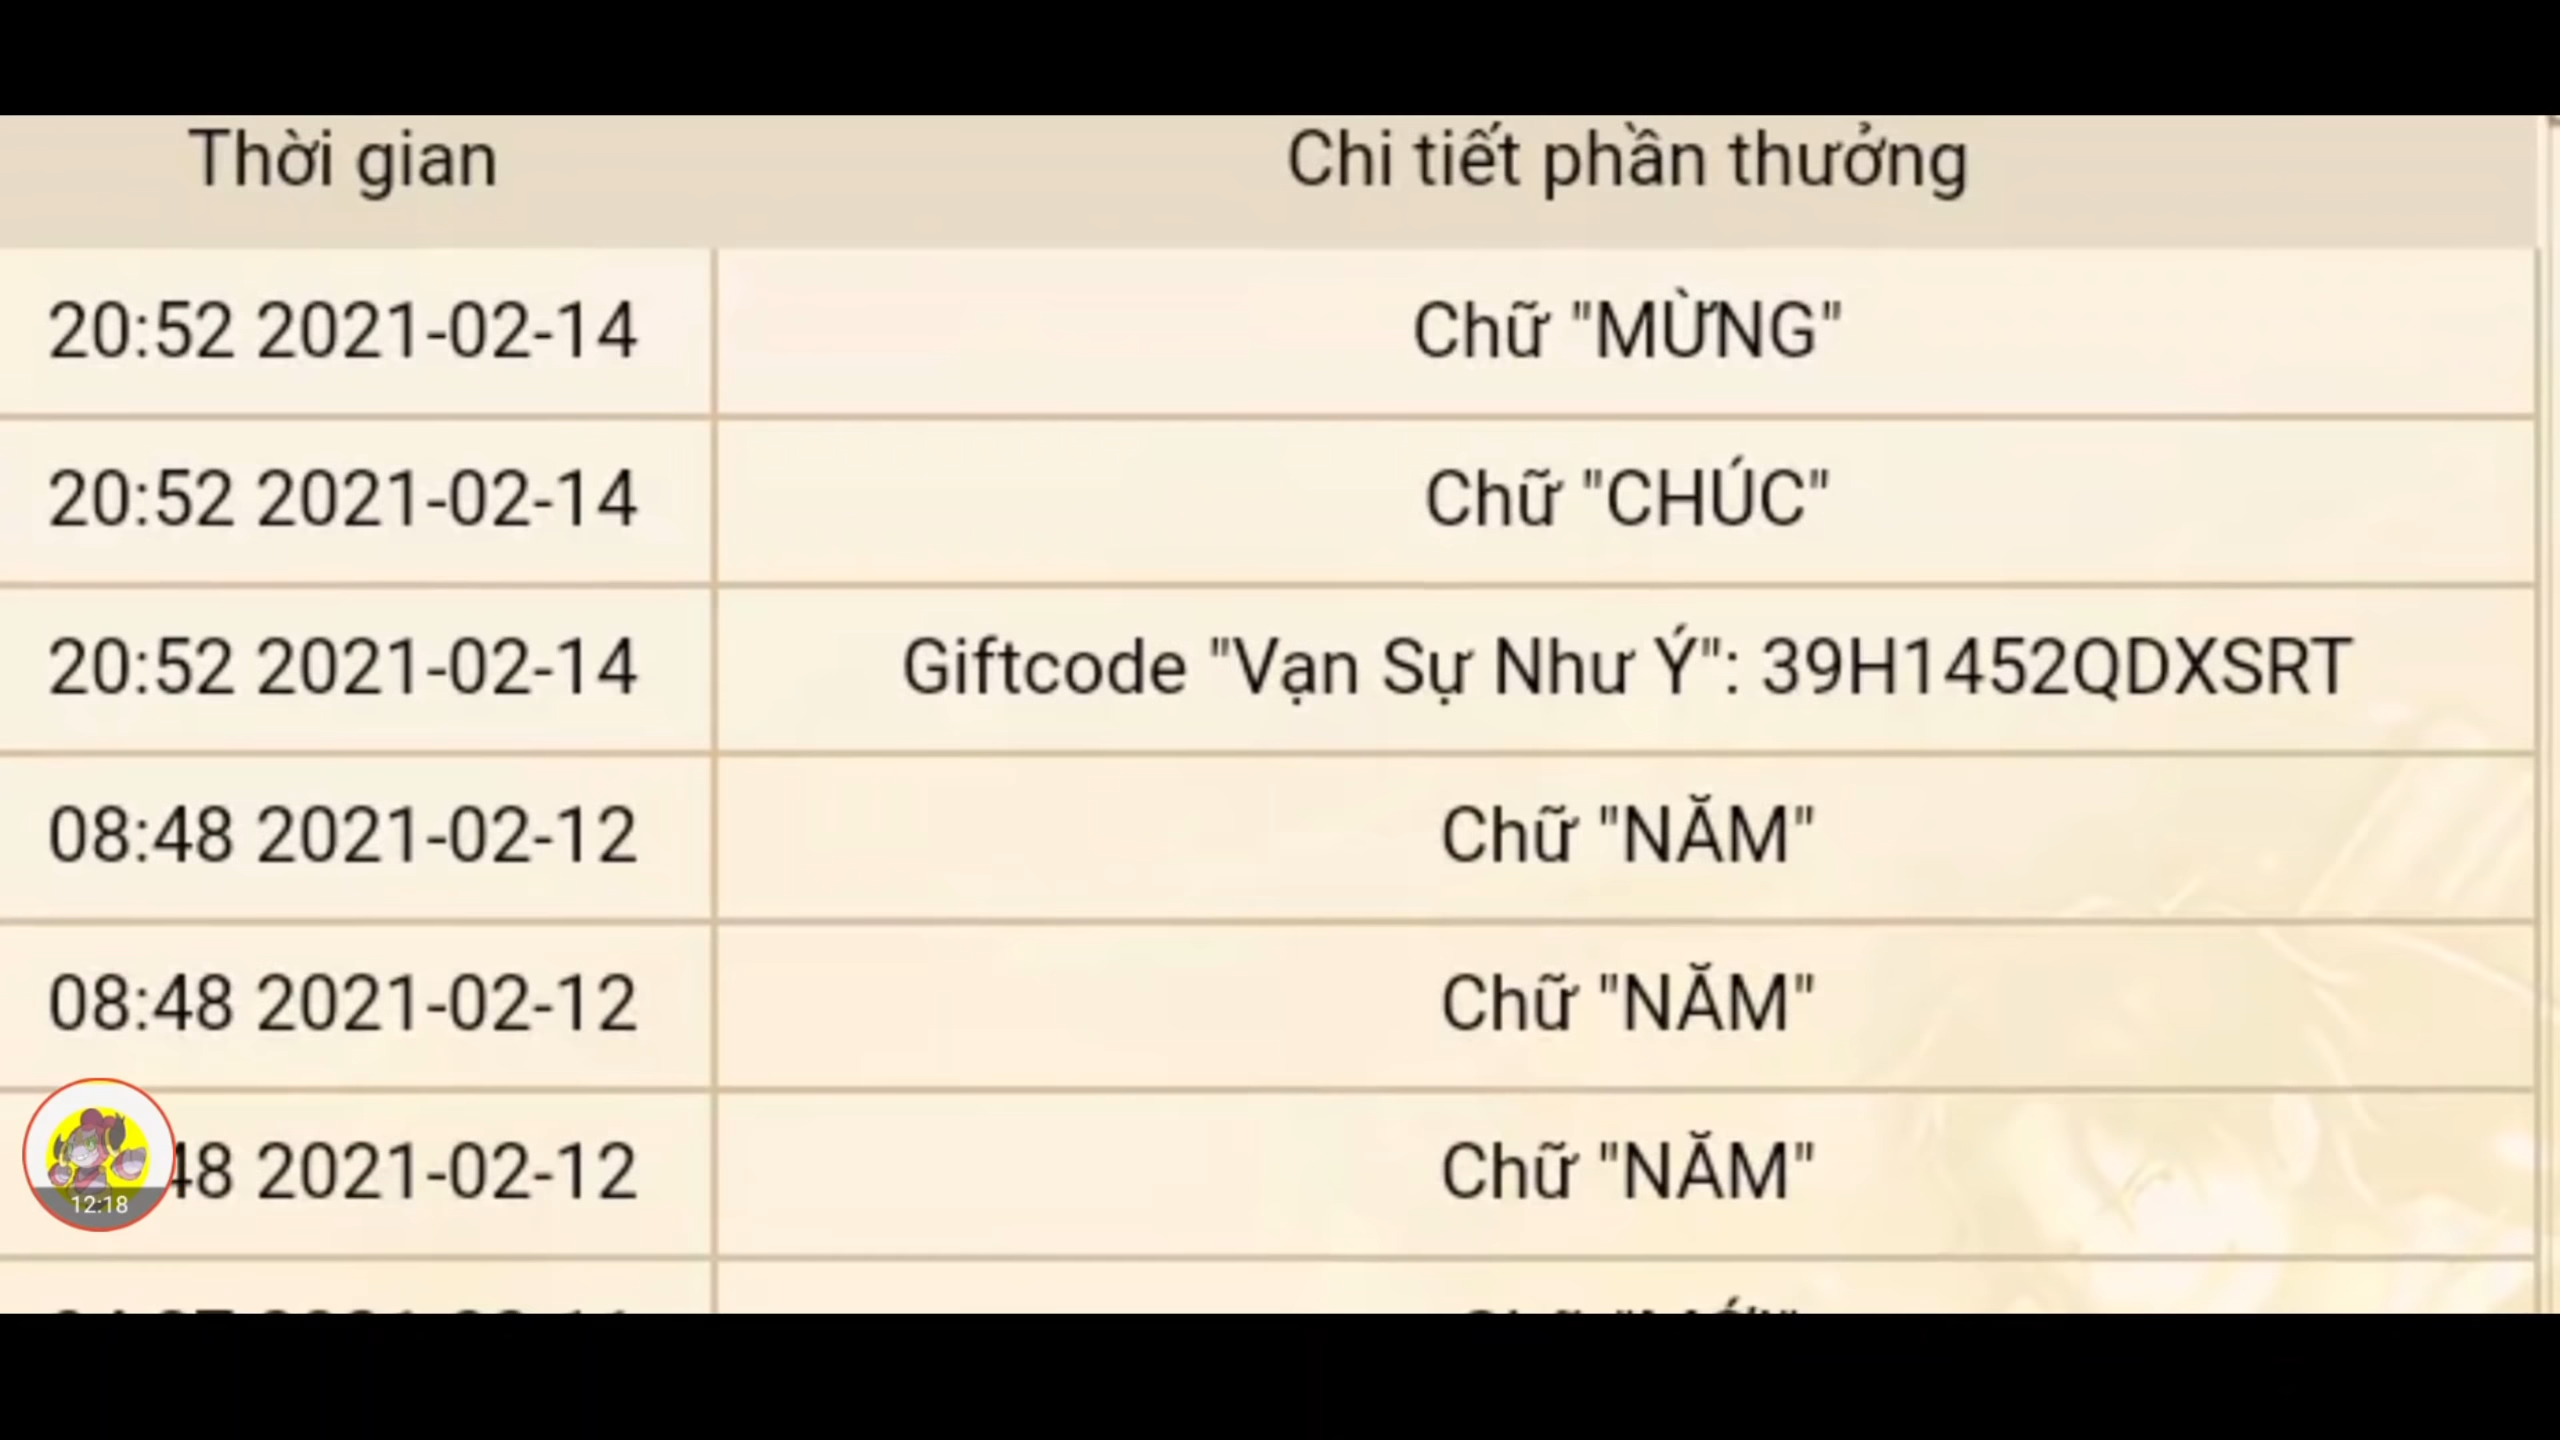 Thời gian Chi tiết phần thưởng
20:52 2021-02-14 Chữ "MỪNG"
20:52 2021-02-14 Chữ "CHÚC"
20:52 2021-02-14 Giftcode "Vạn Sự Như Ý": 39H1452QDXSRT
08:48 2021-02-12 Chữ "NĂM"
08:48 2021-02-12 Chữ "NĂM"
48 2021-02-12 Chữ "NĂM"
12:18